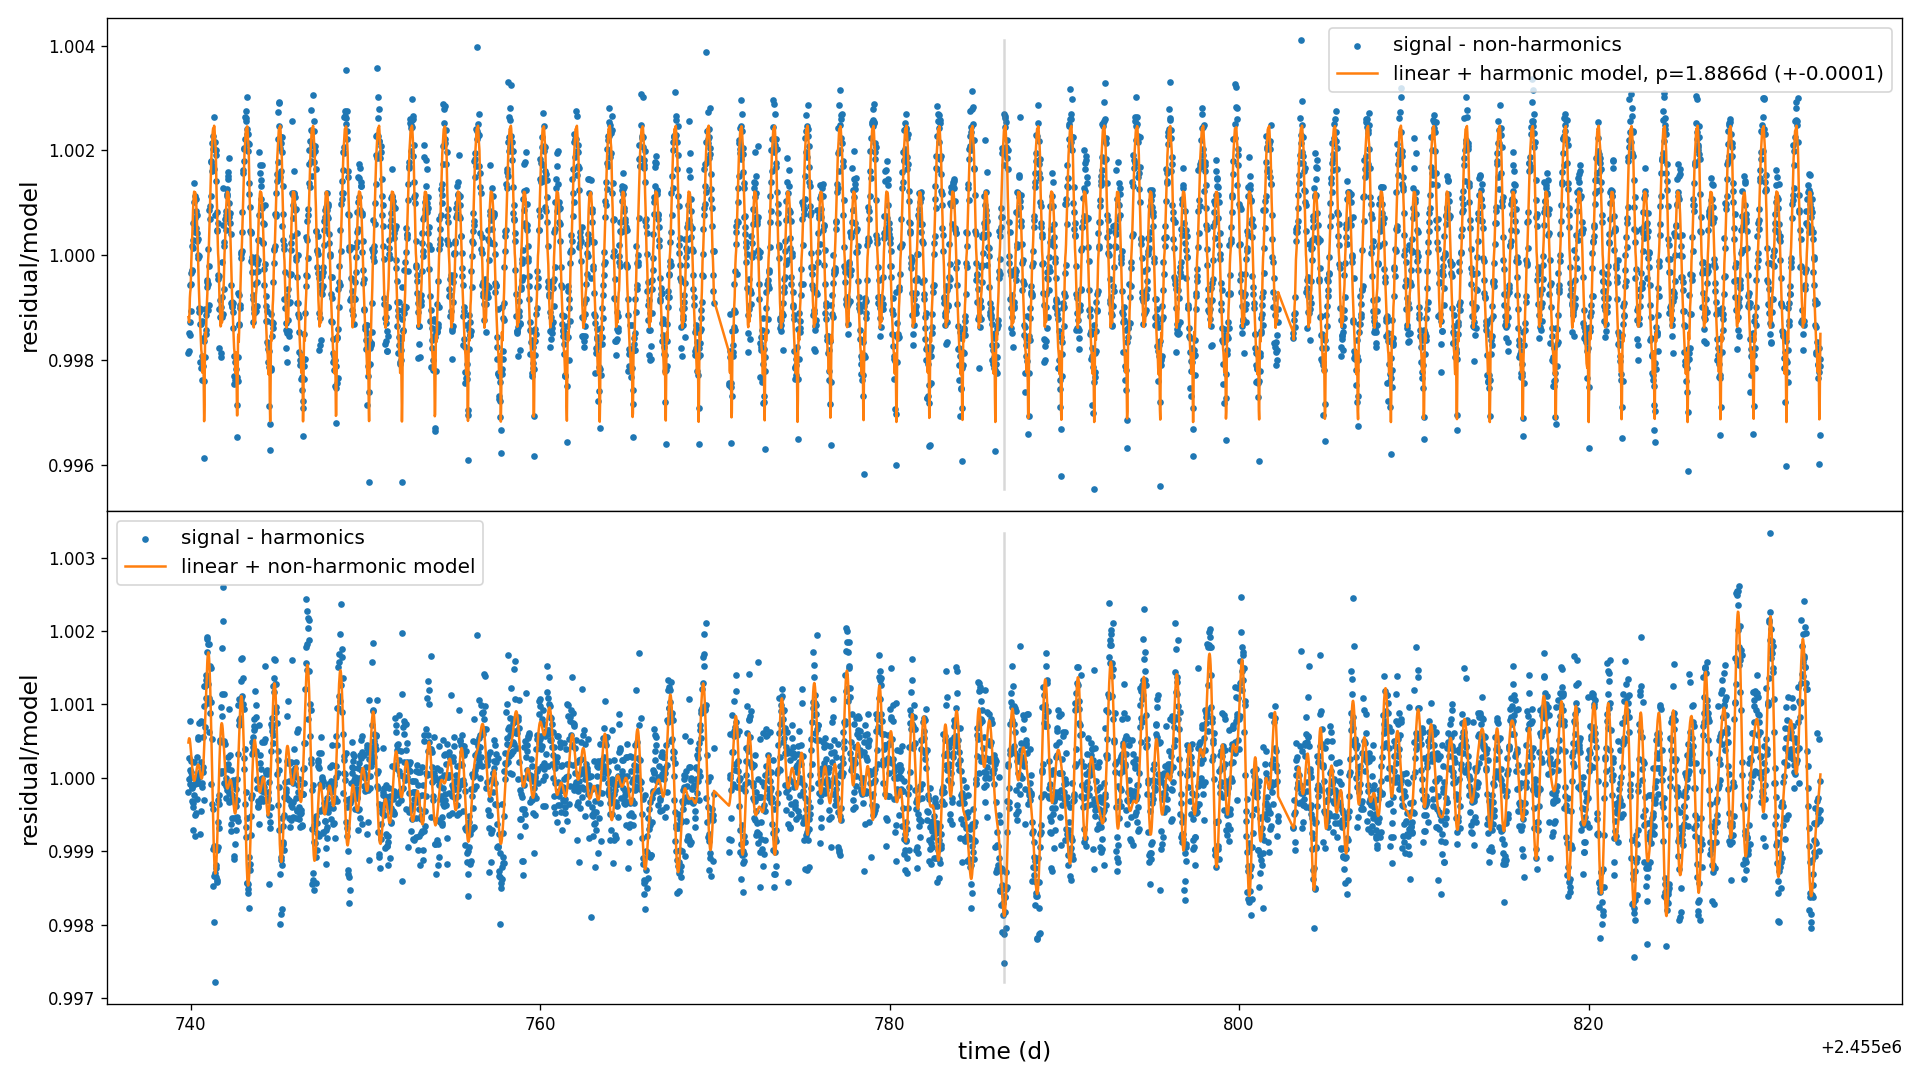 signal - non-harmonics
linear + harmonic model, p=1.8866d (+-0.0001)
residual/model
1.004
1.002
1.000
0.998
0.996
signal - harmonics
linear + non-harmonic model
residual/model
1.003
1.002
1.001
1.000
0.999
0.998
0.997
740
760
780
800
820
time (d)
+2.455e6